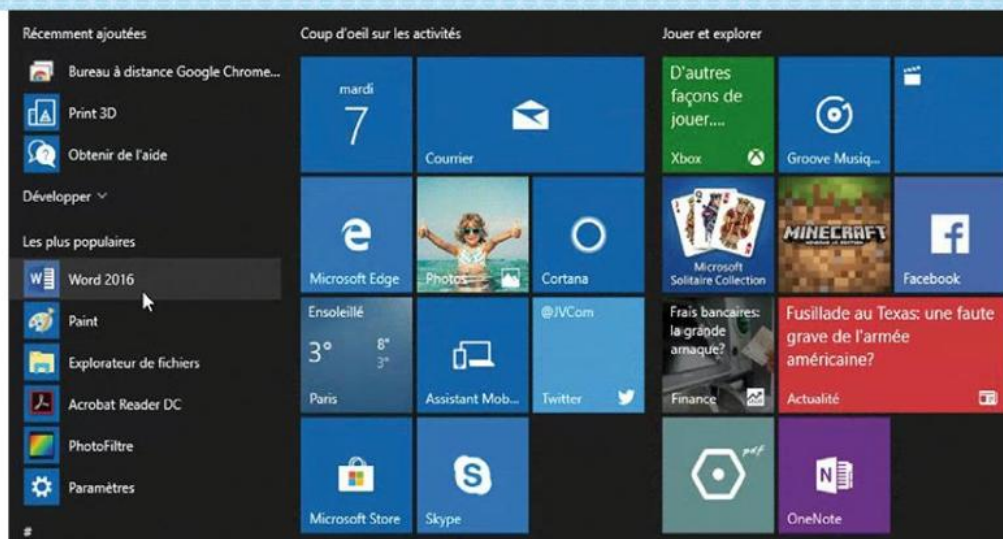 Récemment ajoutées
Bureau à distance Google Chrome...
Print 3D
Obtenir de l'aide
Développer
Les plus populaires
Word 2016
Paint
Explorateur de fichiers
Acrobat Reader DC
PhotoFiltre
Paramètres
#
Coup d'oeil sur les activités
mardi
7
Courrier
Microsoft Edge
Photos
Cortana
Ensoleillé
3°
8°
3°
Paris
Assistant Mob...
@JVCom
Twitter
Microsoft Store
Skype
Jouer et explorer
D'autres
façons de
jouer....
Xbox
Groove Musiq...
Microsoft
Solitaire Collection
MINECRAFT
Facebook
Frais bancaires:
la grande
arnaque?
Finance
Fusillade au Texas: une faute
grave de l'armée
américaine?
Actualité
pdf
OneNote